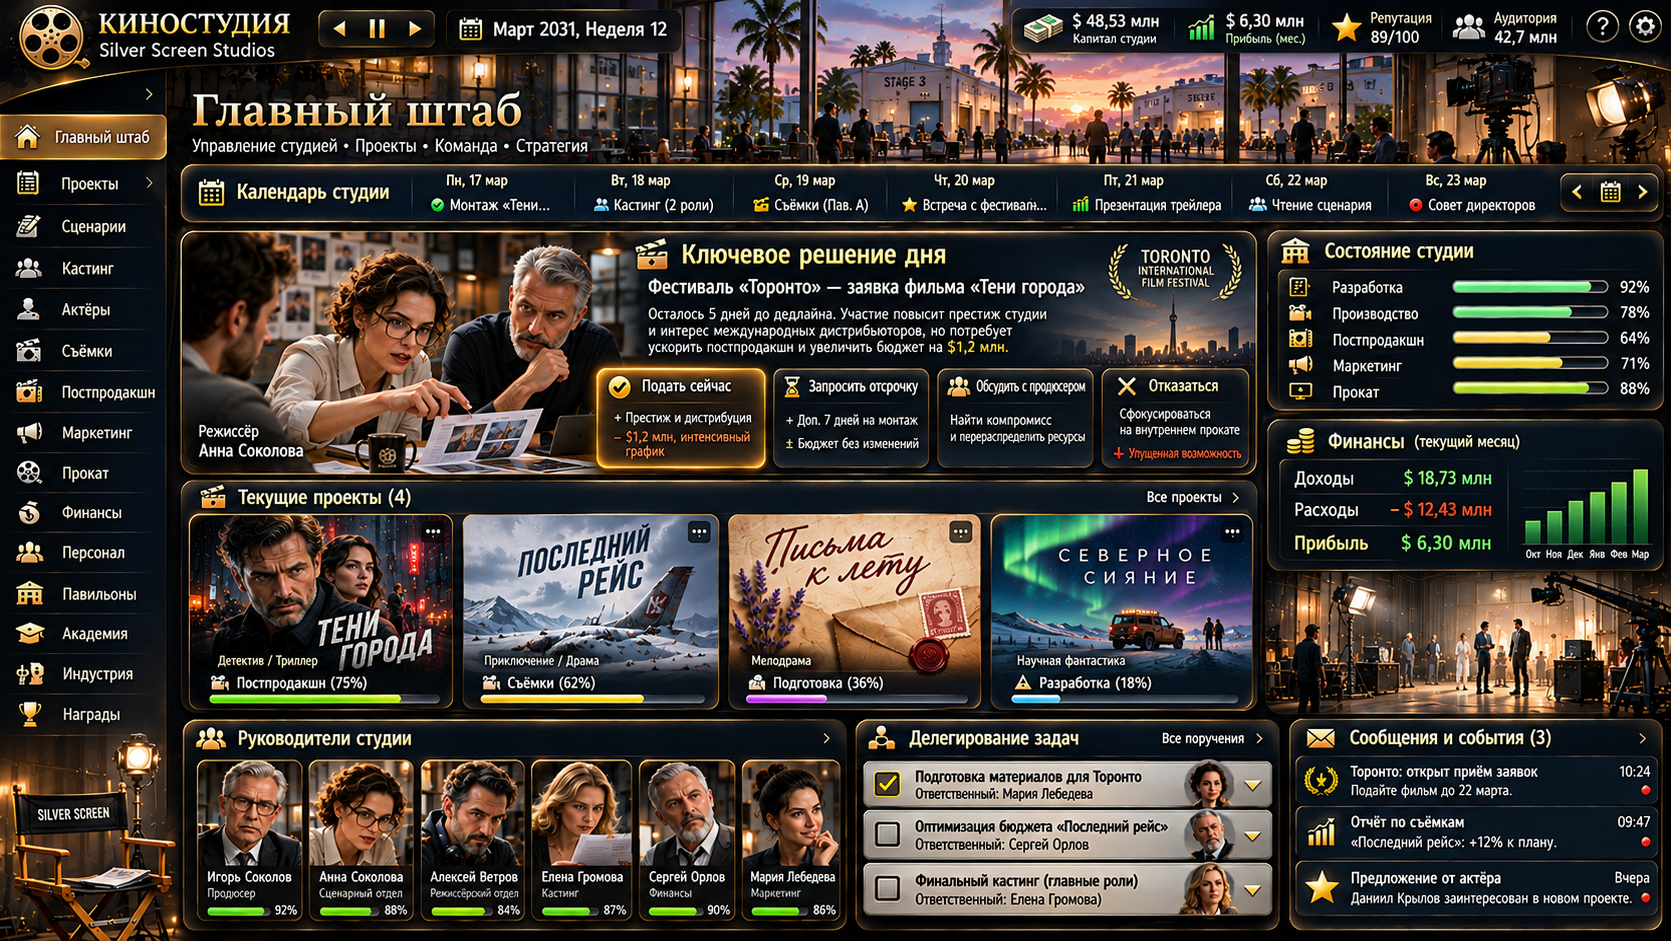 КИНОСТУДИЯ
Silver Screen Studios
Март 2031, Неделя 12
$ 48,53 млн
Капитал студии
$ 6,30 млн
Прибыль (мес.)
Репутация
89/100
Аудитория
42,7 млн
?
Главный штаб
Проекты
Сценарии
Кастинг
Актёры
Съёмки
Постпродакшн
Маркетинг
Прокат
Финансы
Персонал
Павильоны
Академия
Индустрия
Награды
SILVER SCREEN
STAGE 3
Главный штаб
Управление студией • Проекты • Команда • Стратегия
Календарь студии
Пн, 17 мар
Монтаж «Тени...
Вт, 18 мар
Кастинг (2 роли)
Ср, 19 мар
Съёмки (Пав. А)
Чт, 20 мар
Встреча с фестивал...
Пт, 21 мар
Презентация трейлера
Сб, 22 мар
Чтение сценария
Вс, 23 мар
Совет директоров
Режиссёр
Анна Соколова
Ключевое решение дня
Фестиваль «Торонто» — заявка фильма «Тени города»
Осталось 5 дней до дедлайна. Участие повысит престиж студии
и интерес международных дистрибьюторов, но потребует
ускорить постпродакшн и увеличить бюджет на $1,2 млн.
TORONTO
INTERNATIONAL
FILM FESTIVAL
Подать сейчас
+ Престиж и дистрибуция
– $1,2 млн, интенсивный
график
Запросить отсрочку
+ Доп. 7 дней на монтаж
± Бюджет без изменений
Обсудить с продюсером
Найти компромисс
и перераспределить ресурсы
Отказаться
Сфокусироваться
на внутреннем прокате
+ Упущенная возможность
Состояние студии
Разработка 92%
Производство 78%
Постпродакшн 64%
Маркетинг 71%
Прокат 88%
Финансы (текущий месяц)
Доходы $ 18,73 млн
Расходы – $ 12,43 млн
Прибыль $ 6,30 млн
Окт Ноя Дек Янв Фев Мар
Текущие проекты (4)
Все проекты
ТЕНИ
ГОРОДА
Детектив / Триллер
Постпродакшн (75%)
ПОСЛЕДНИЙ
РЕЙС
Приключение / Драма
Съёмки (62%)
Письма
к лету
Мелодрама
Подготовка (36%)
СЕВЕРНОЕ
СИЯНИЕ
Научная фантастика
Разработка (18%)
Руководители студии
Игорь Соколов
Продюсер
92%
Анна Соколова
Сценарный отдел
88%
Алексей Ветров
Режиссёрский отдел
84%
Елена Громова
Кастинг
87%
Сергей Орлов
Финансы
90%
Мария Лебедева
Маркетинг
86%
Делегирование задач
Все поручения
Подготовка материалов для Торонто
Ответственный: Мария Лебедева
Оптимизация бюджета «Последний рейс»
Ответственный: Сергей Орлов
Финальный кастинг (главные роли)
Ответственный: Елена Громова)
Сообщения и события (3)
Торонто: открыт приём заявок 10:24
Подайте фильм до 22 марта.
Отчёт по съёмкам 09:47
«Последний рейс»: +12% к плану.
Предложение от актёра Вчера
Даниил Крылов заинтересован в новом проекте.